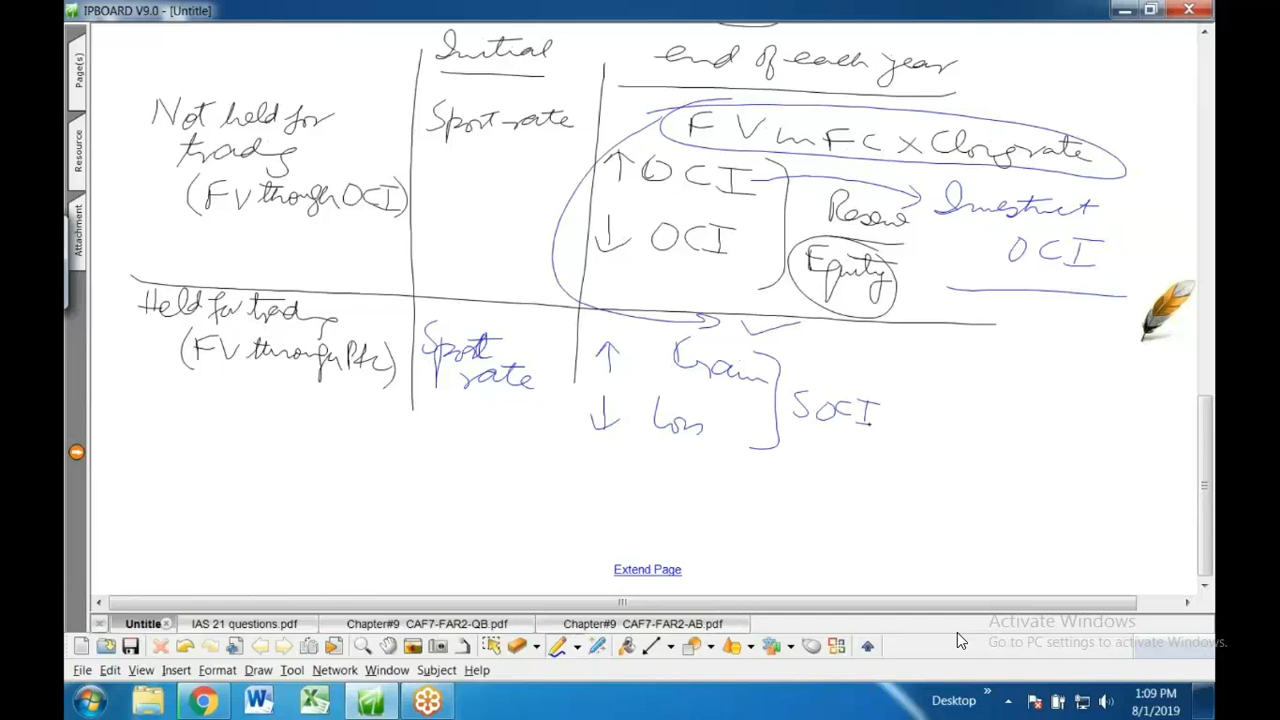 IPBOARD V9.0 - [Untitled]
Page(s)
Resource
Attachment
Initial
end of each year
Not held for
trading
(FV through OCI)
Spot rate
FV in FC x Closing rate
↑ OCI
↓ OCI
Reserve
Equity
Investment
OCI
Held for trading
(FV through P&L)
Spot
rate
↑ Gain
↓ Loss
SOCI
Extend Page
Untitle
IAS 21 questions.pdf
Chapter#9 CAF7-FAR2-QB.pdf
Chapter#9 CAF7-FAR2-AB.pdf
Activate Windows
Go to PC settings to activate Windows.
File Edit View Insert Format Draw Tool Network Window Subject Help
Desktop
1:09 PM
8/1/2019